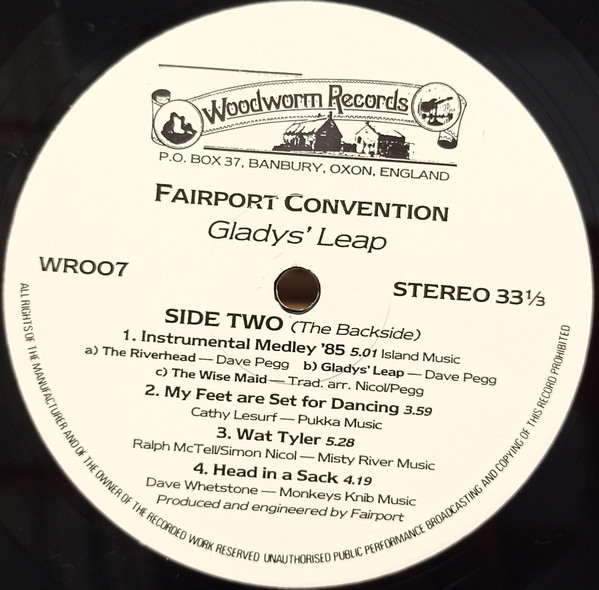 Woodworm Records
P.O. BOX 37, BANBURY, OXON, ENGLAND
FAIRPORT CONVENTION
Gladys' Leap
WR007
STEREO 33⅓
SIDE TWO (The Backside)
1. Instrumental Medley '85 5.01 Island Music
a) The Riverhead — Dave Pegg b) Gladys' Leap — Dave Pegg
c) The Wise Maid — Trad. arr. Nicol/Pegg
2. My Feet are Set for Dancing 3.59
Cathy Lesurf — Pukka Music
3. Wat Tyler 5.28
Ralph McTell/Simon Nicol — Misty River Music
4. Head in a Sack 4.19
Dave Whetstone — Monkeys Knib Music
Produced and engineered by Fairport
ALL RIGHTS OF THE MANUFACTURER AND OF THE OWNER OF THE RECORDED WORK RESERVED UNAUTHORISED PUBLIC PERFORMANCE BROADCASTING AND COPYING OF THIS RECORD PROHIBITED